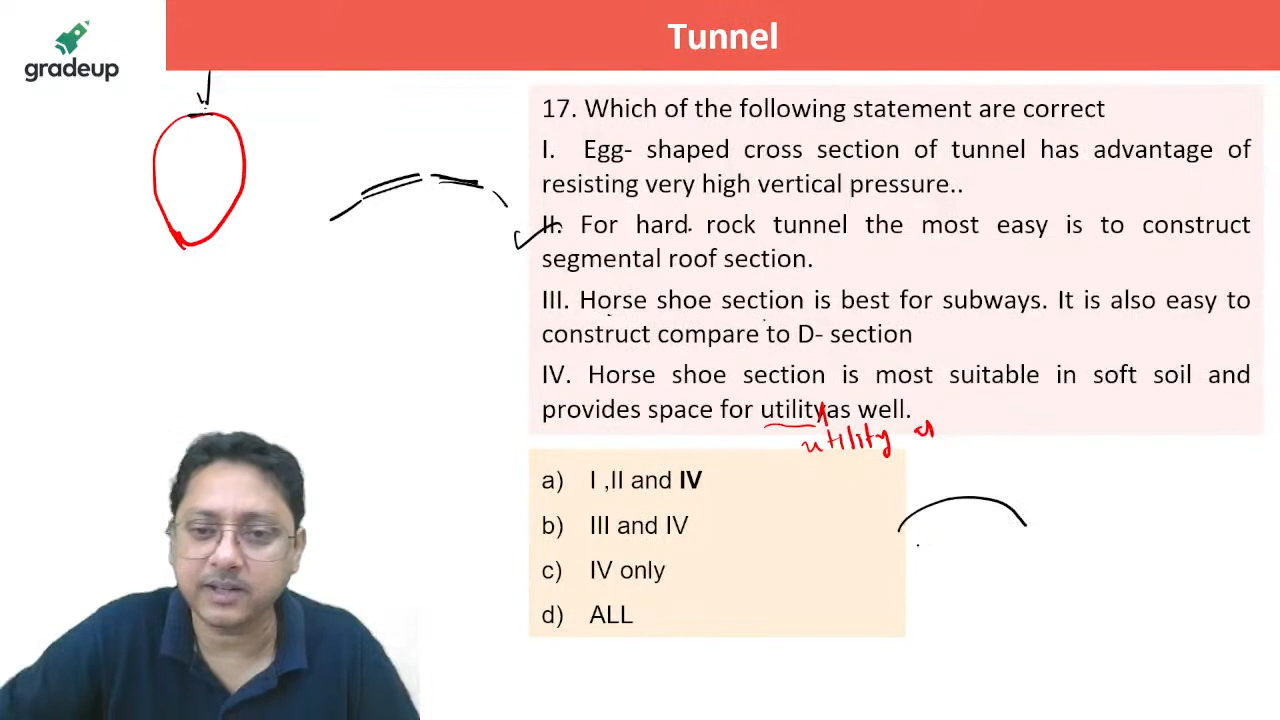 Tunnel
gradeup
17. Which of the following statement are correct
I. Egg- shaped cross section of tunnel has advantage of
resisting very high vertical pressure..
II. For hard rock tunnel the most easy is to construct
segmental roof section.
III. Horse shoe section is best for subways. It is also easy to
construct compare to D- section
IV. Horse shoe section is most suitable in soft soil and
provides space for utility as well.
utility
a) I ,II and IV
b) III and IV
c) IV only
d) ALL